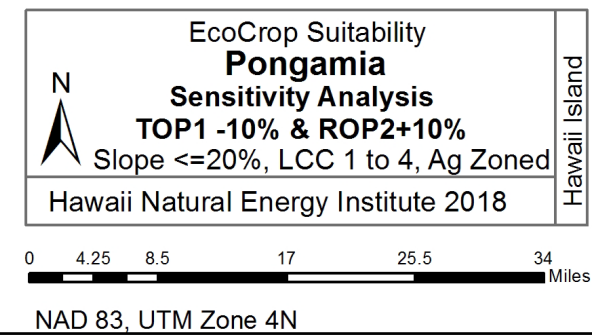 EcoCrop Suitability
Pongamia
Sensitivity Analysis
TOP1 -10% & ROP2+10%
Slope <=20%, LCC 1 to 4, Ag Zoned
N
Hawaii Island
Hawaii Natural Energy Institute 2018
0 4.25 8.5 17 25.5 34
Miles
NAD 83, UTM Zone 4N